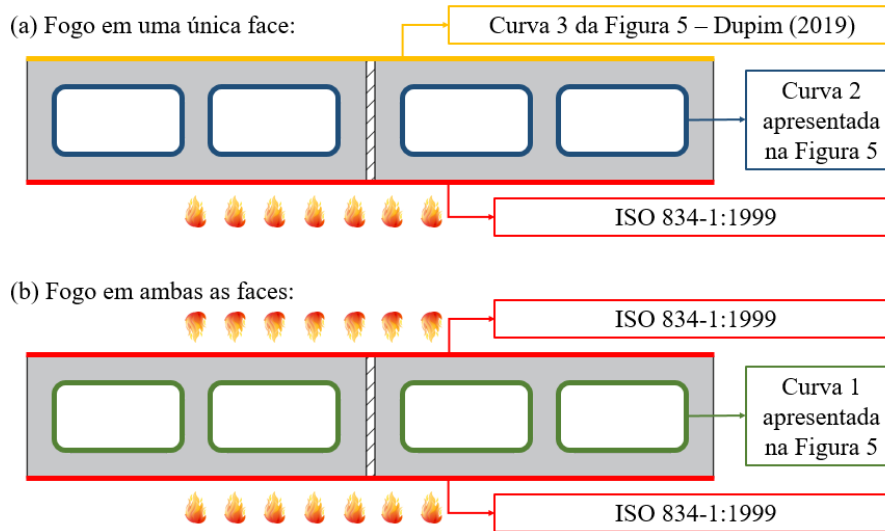 (a) Fogo em uma única face:
Curva 3 da Figura 5 – Dupim (2019)
Curva 2
apresentada
na Figura 5
ISO 834-1:1999
(b) Fogo em ambas as faces:
ISO 834-1:1999
Curva 1
apresentada
na Figura 5
ISO 834-1:1999